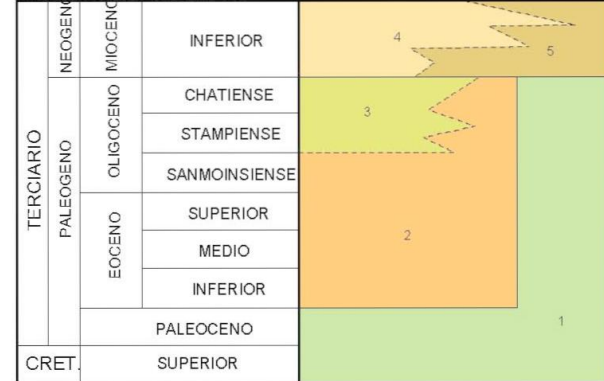 TERCIARIO
NEOGENO
MIOCENO
INFERIOR
4
5
PALEOGENO
OLIGOCENO
CHATIENSE
STAMPIENSE
SANMOINSIENSE
3
EOCENO
SUPERIOR
MEDIO
INFERIOR
2
PALEOCENO
1
CRET.
SUPERIOR